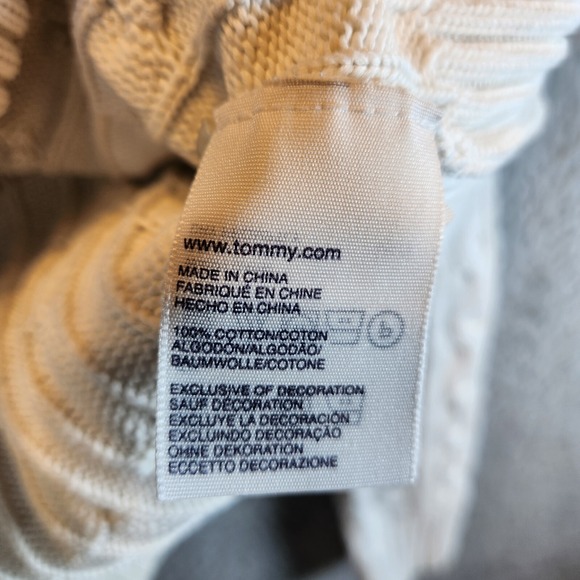 www.tommy.com
MADE IN CHINA
FABRIQUÉ EN CHINE
HECHO EN CHINA
100% COTTON/COTON
ALGODÓN/ALGODÃO/
BAUMWOLLE/COTONE
EXCLUSIVE OF DECORATION
SAUF DÉCORATION
EXCLUYE LA DECORACIÓN
EXCLUINDO DECORAÇÃO
OHNE DEKORATION
ECCETTO DECORAZIONE